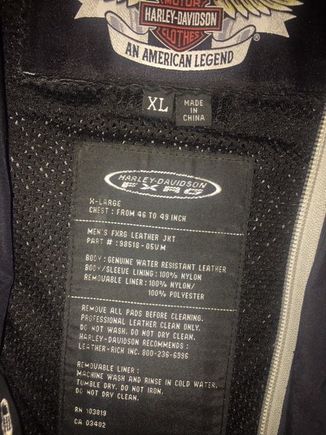 MOTOR
HARLEY-DAVIDSON
CLOTHES
AN AMERICAN LEGEND
XL
MADE IN
CHINA
HARLEY-DAVIDSON
FXRG
X-LARGE
CHEST: FROM 46 TO 49 INCH
MEN'S FXRG LEATHER JKT
PART #: 98518-05VM
BODY: GENUINE WATER RESISTANT LEATHER
BODY/SLEEVE LINING: 100% NYLON
REMOVABLE LINER: 100% NYLON/
100% POLYESTER
REMOVE ALL PADS BEFORE CLEANING.
PROFESSIONAL LEATHER CLEAN ONLY.
DO NOT WASH. DO NOT DRY CLEAN.
HARLEY-DAVIDSON RECOMMENDS:
LEATHER-RICH INC. 800-236-6996
REMOVABLE LINER:
MACHINE WASH AND RINSE IN COLD WATER.
TUMBLE DRY. DO NOT IRON.
DO NOT DRY CLEAN.
RN 103819
CA 03402